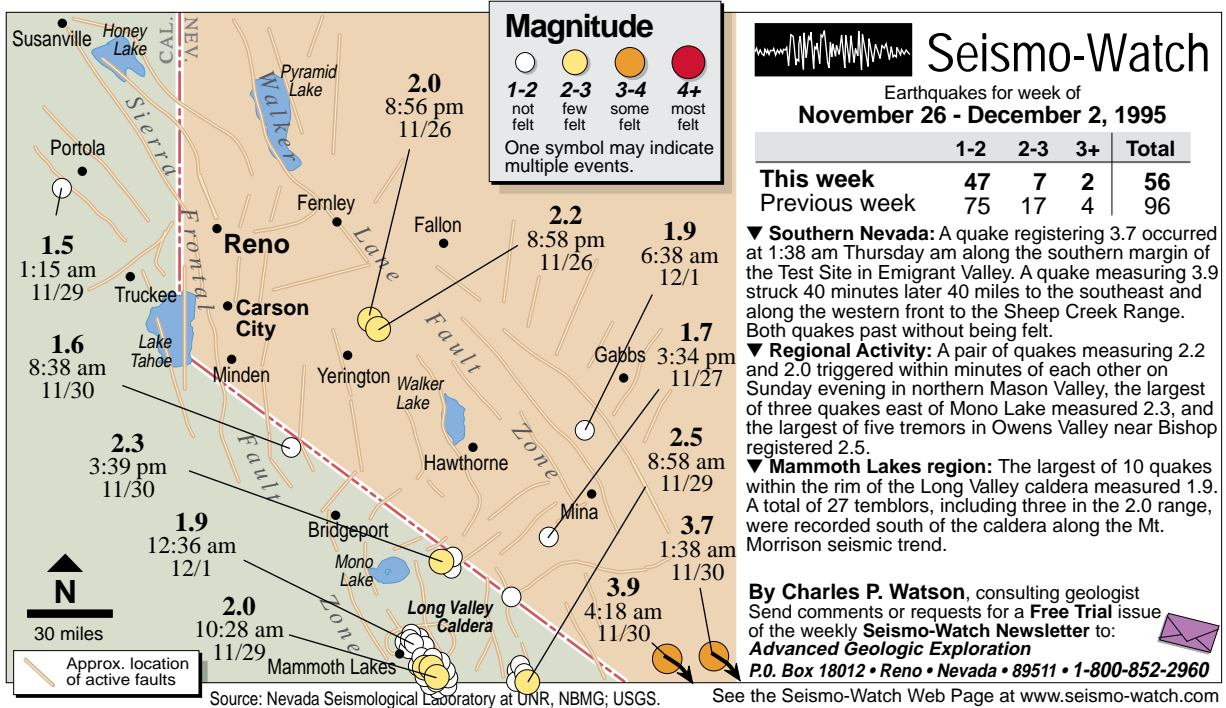 Susanville
Honey
Lake
CAL.
NEV.
Pyramid
Lake
Walker
Lane
Fault
Zone
Sierra
Frontal
Fault
Zone
2.0
8:56 pm
11/26
Magnitude
1-2 2-3 3-4 4+
not felt few felt some felt most felt
One symbol may indicate
multiple events.
Portola
Fernley
Fallon
Reno
1.5
1:15 am
11/29
2.2
8:58 pm
11/26
1.9
6:38 am
12/1
Truckee
Carson
City
Lake
Tahoe
Minden
Yerington
Walker
Lake
Gabbs
1.7
3:34 pm
11/27
1.6
8:38 am
11/30
Hawthorne
2.3
3:39 pm
11/30
2.5
8:58 am
11/29
Mina
Bridgeport
1.9
12:36 am
12/1
Mono
Lake
3.7
1:38 am
11/30
3.9
4:18 am
11/30
Long Valley
Caldera
2.0
10:28 am
11/29
Mammoth Lakes
N
30 miles
Approx. location
of active faults
Source: Nevada Seismological Laboratory at UNR, NBMG; USGS.
Seismo-Watch
Earthquakes for week of
November 26 - December 2, 1995
1-2 2-3 3+ Total
This week 47 7 2 56
Previous week 75 17 4 96
▼ Southern Nevada: A quake registering 3.7 occurred
at 1:38 am Thursday am along the southern margin of
the Test Site in Emigrant Valley. A quake measuring 3.9
struck 40 minutes later 40 miles to the southeast and
along the western front to the Sheep Creek Range.
Both quakes past without being felt.
▼ Regional Activity: A pair of quakes measuring 2.2
and 2.0 triggered within minutes of each other on
Sunday evening in northern Mason Valley, the largest
of three quakes east of Mono Lake measured 2.3, and
the largest of five tremors in Owens Valley near Bishop
registered 2.5.
▼ Mammoth Lakes region: The largest of 10 quakes
within the rim of the Long Valley caldera measured 1.9.
A total of 27 temblors, including three in the 2.0 range,
were recorded south of the caldera along the Mt.
Morrison seismic trend.
By Charles P. Watson, consulting geologist
Send comments or requests for a Free Trial issue
of the weekly Seismo-Watch Newsletter to:
Advanced Geologic Exploration
P.O. Box 18012 • Reno • Nevada • 89511 • 1-800-852-2960
See the Seismo-Watch Web Page at www.seismo-watch.com